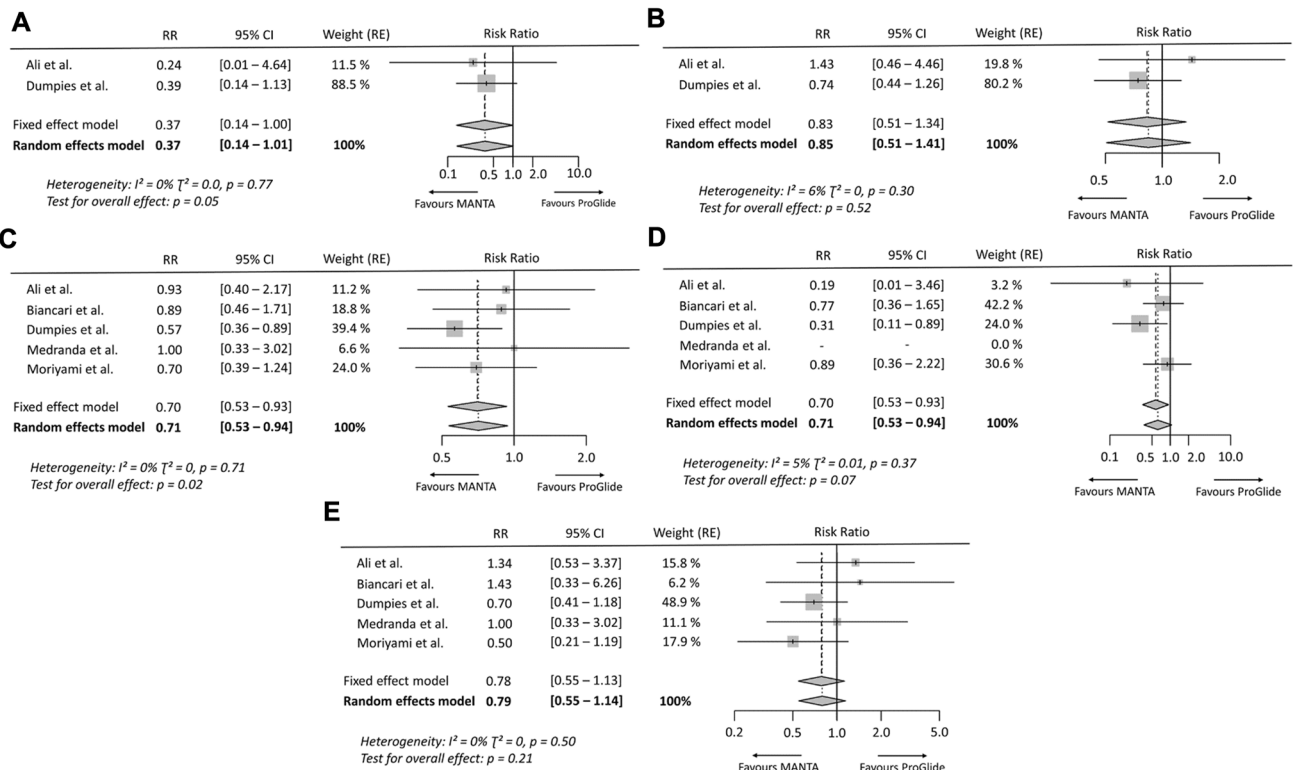 A
RR 95% CI Weight (RE) Risk Ratio
Ali et al. 0.24 [0.01 – 4.64] 11.5 %
Dumpies et al. 0.39 [0.14 – 1.13] 88.5 %
Fixed effect model 0.37 [0.14 – 1.00]
Random effects model 0.37 [0.14 – 1.01] 100%
0.1 0.5 1.0 2.0 10.0
Heterogeneity: I² = 0% Ʈ² = 0.0, p = 0.77
Test for overall effect: p = 0.05
Favours MANTA Favours ProGlide
B
RR 95% CI Weight (RE) Risk Ratio
Ali et al. 1.43 [0.46 – 4.46] 19.8 %
Dumpies et al. 0.74 [0.44 – 1.26] 80.2 %
Fixed effect model 0.83 [0.51 – 1.34]
Random effects model 0.85 [0.51 – 1.41] 100%
0.5 1.0 2.0
Heterogeneity: I² = 6% Ʈ² = 0, p = 0.30
Test for overall effect: p = 0.52
Favours MANTA Favours ProGlide
C
RR 95% CI Weight (RE) Risk Ratio
Ali et al. 0.93 [0.40 – 2.17] 11.2 %
Biancari et al. 0.89 [0.46 – 1.71] 18.8 %
Dumpies et al. 0.57 [0.36 – 0.89] 39.4 %
Medranda et al. 1.00 [0.33 – 3.02] 6.6 %
Moriyami et al. 0.70 [0.39 – 1.24] 24.0 %
Fixed effect model 0.70 [0.53 – 0.93]
Random effects model 0.71 [0.53 – 0.94] 100%
0.5 1.0 2.0
Heterogeneity: I² = 0% Ʈ² = 0, p = 0.71
Test for overall effect: p = 0.02
Favours MANTA Favours ProGlide
D
RR 95% CI Weight (RE) Risk Ratio
Ali et al. 0.19 [0.01 – 3.46] 3.2 %
Biancari et al. 0.77 [0.36 – 1.65] 42.2 %
Dumpies et al. 0.31 [0.11 – 0.89] 24.0 %
Medranda et al. - - 0.0 %
Moriyami et al. 0.89 [0.36 – 2.22] 30.6 %
Fixed effect model 0.70 [0.53 – 0.93]
Random effects model 0.71 [0.53 – 0.94] 100%
0.1 0.5 1.0 2.0 10.0
Heterogeneity: I² = 5% Ʈ² = 0.01, p = 0.37
Test for overall effect: p = 0.07
Favours MANTA Favours ProGlide
E
RR 95% CI Weight (RE) Risk Ratio
Ali et al. 1.34 [0.53 – 3.37] 15.8 %
Biancari et al. 1.43 [0.33 – 6.26] 6.2 %
Dumpies et al. 0.70 [0.41 – 1.18] 48.9 %
Medranda et al. 1.00 [0.33 – 3.02] 11.1 %
Moriyami et al. 0.50 [0.21 – 1.19] 17.9 %
Fixed effect model 0.78 [0.55 – 1.13]
Random effects model 0.79 [0.55 – 1.14] 100%
0.2 0.5 1.0 2.0 5.0
Heterogeneity: I² = 0% Ʈ² = 0, p = 0.50
Test for overall effect: p = 0.21
Favours MANTA Favours ProGlide